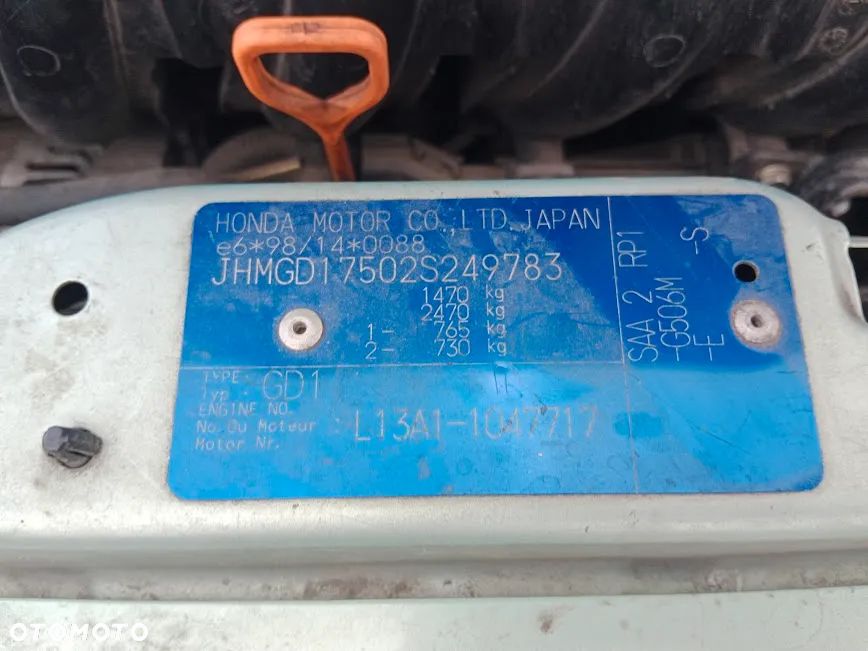 HONDA MOTOR CO.,LTD.JAPAN
e6*98/14*0088
JHMGD17502S249783
1470 kg
2470 kg
1- 765 kg
2- 730 kg
TYPE
Typ : GD1
ENGINE NO.
No.Du Moteur : L13A1-1047717
Motor Nr.
SAA 2 RP1
-G506M -S
-E
OTOMOTO